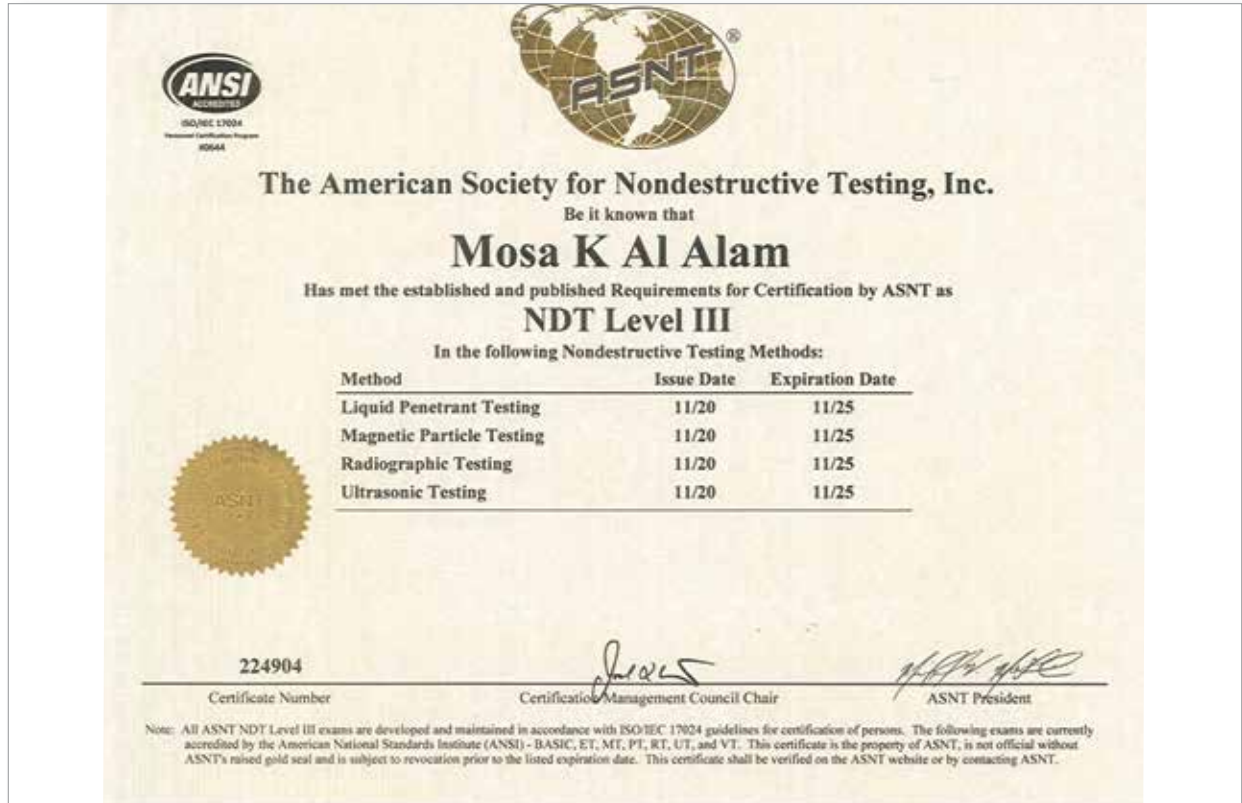 ASNT
®
ANSI
ACCREDITED
ISO/IEC 17024
Personnel Certification Program
#0644
The American Society for Nondestructive Testing, Inc.
Be it known that
Mosa K Al Alam
Has met the established and published Requirements for Certification by ASNT as
NDT Level III
In the following Nondestructive Testing Methods:
Method Issue Date Expiration Date
Liquid Penetrant Testing 11/20 11/25
Magnetic Particle Testing 11/20 11/25
Radiographic Testing 11/20 11/25
Ultrasonic Testing 11/20 11/25
ASNT
224904
Certificate Number Certification Management Council Chair ASNT President
Note: All ASNT NDT Level III exams are developed and maintained in accordance with ISO/IEC 17024 guidelines for certification of persons. The following exams are currently
accredited by the American National Standards Institute (ANSI) - BASIC, ET, MT, PT, RT, UT, and VT. This certificate is the property of ASNT, is not official without
ASNT's raised gold seal and is subject to revocation prior to the listed expiration date. This certificate shall be verified on the ASNT website or by contacting ASNT.